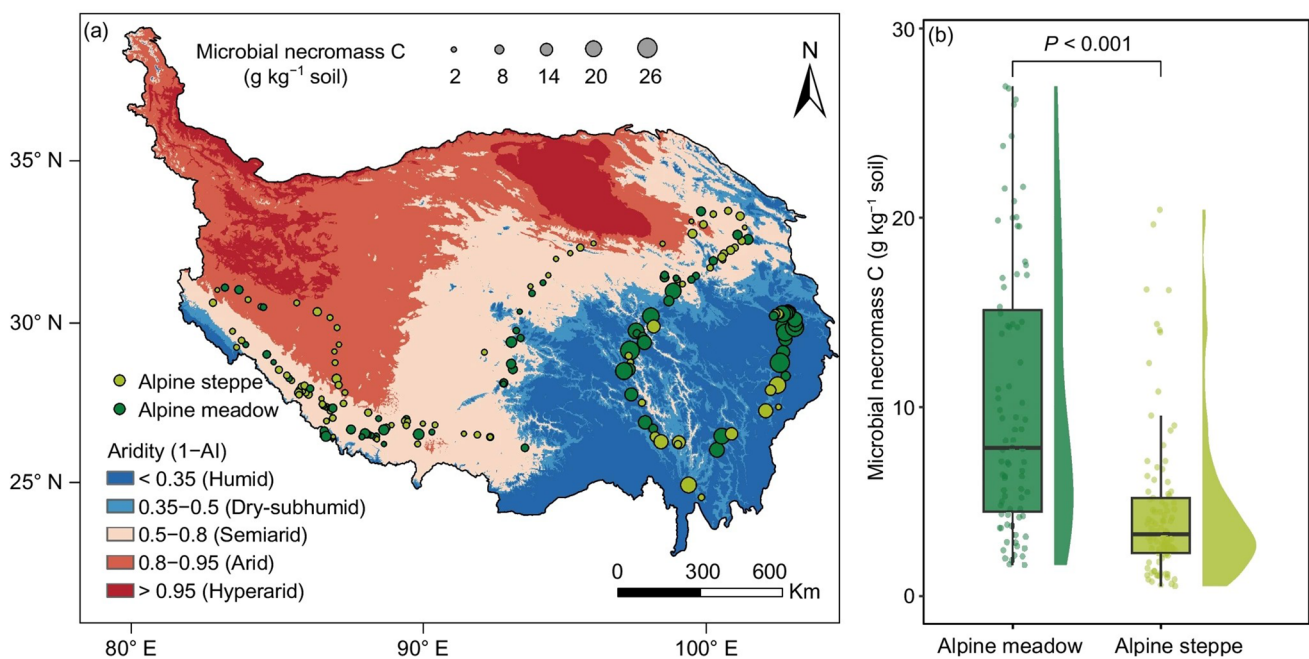 (a)
Microbial necromass C
(g kg⁻¹ soil)
2 8 14 20 26
N
35° N
30° N
25° N
Alpine steppe
Alpine meadow
Aridity (1−AI)
< 0.35 (Humid)
0.35−0.5 (Dry-subhumid)
0.5−0.8 (Semiarid)
0.8−0.95 (Arid)
> 0.95 (Hyperarid)
0 300 600
Km
80° E 90° E 100° E
(b)
P < 0.001
Microbial necromass C (g kg⁻¹ soil)
30
20
10
0
Alpine meadow Alpine steppe